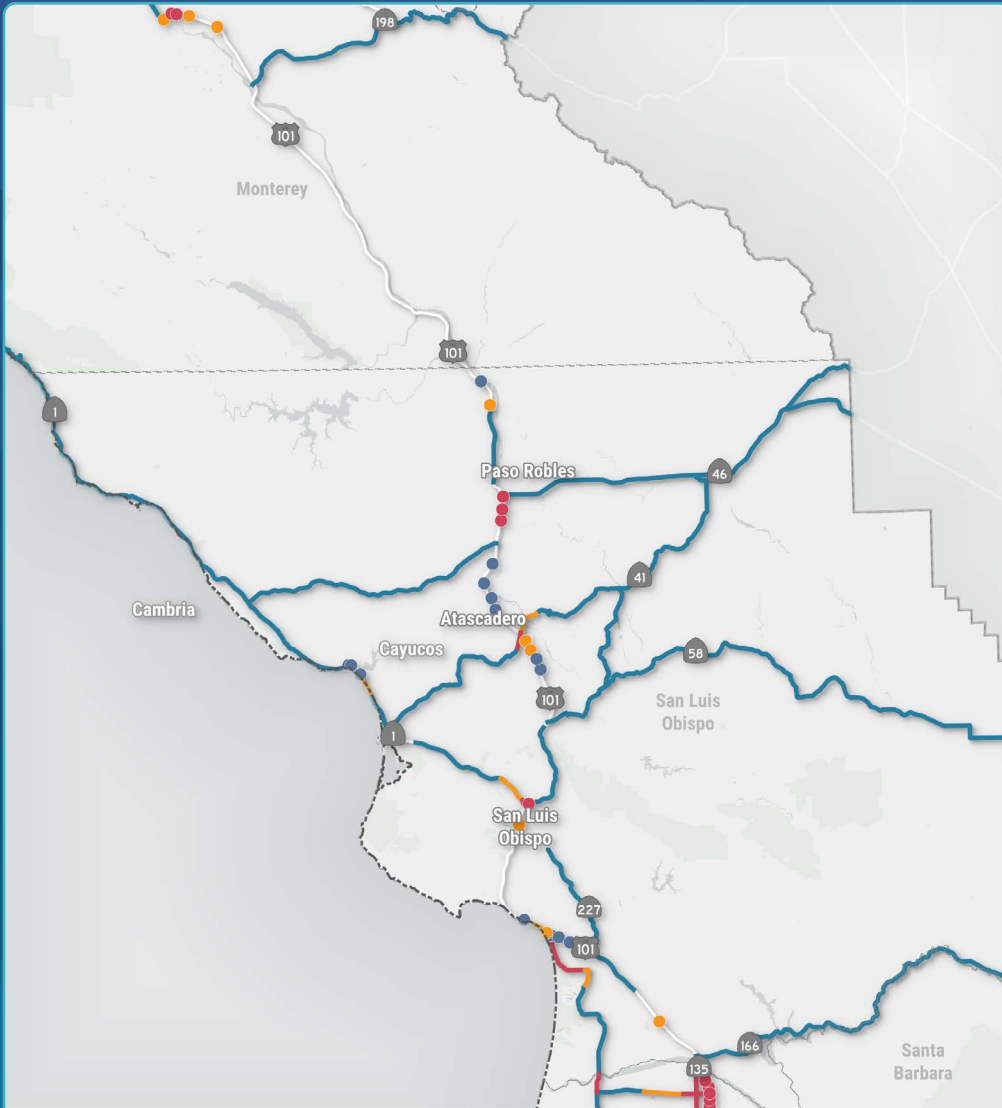 198
101
Monterey
101
1
Paso Robles
46
41
Cambria
Atascadero
Cayucos
58
101
San Luis
Obispo
1
San Luis
Obispo
227
101
166
Santa
Barbara
135